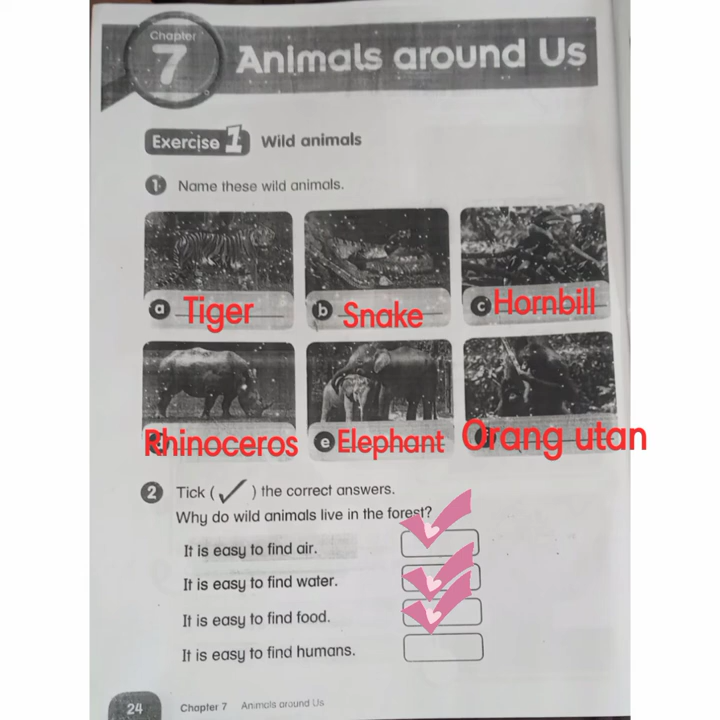 Chapter
7 Animals around Us
Exercise 1 Wild animals
1 Name these wild animals.
a Tiger b Snake c Hornbill
Rhinoceros e Elephant Orang utan
2 Tick ( ✓ ) the correct answers.
Why do wild animals live in the forest?
It is easy to find air.
It is easy to find water.
It is easy to find food.
It is easy to find humans.
24 Chapter 7 Animals around Us